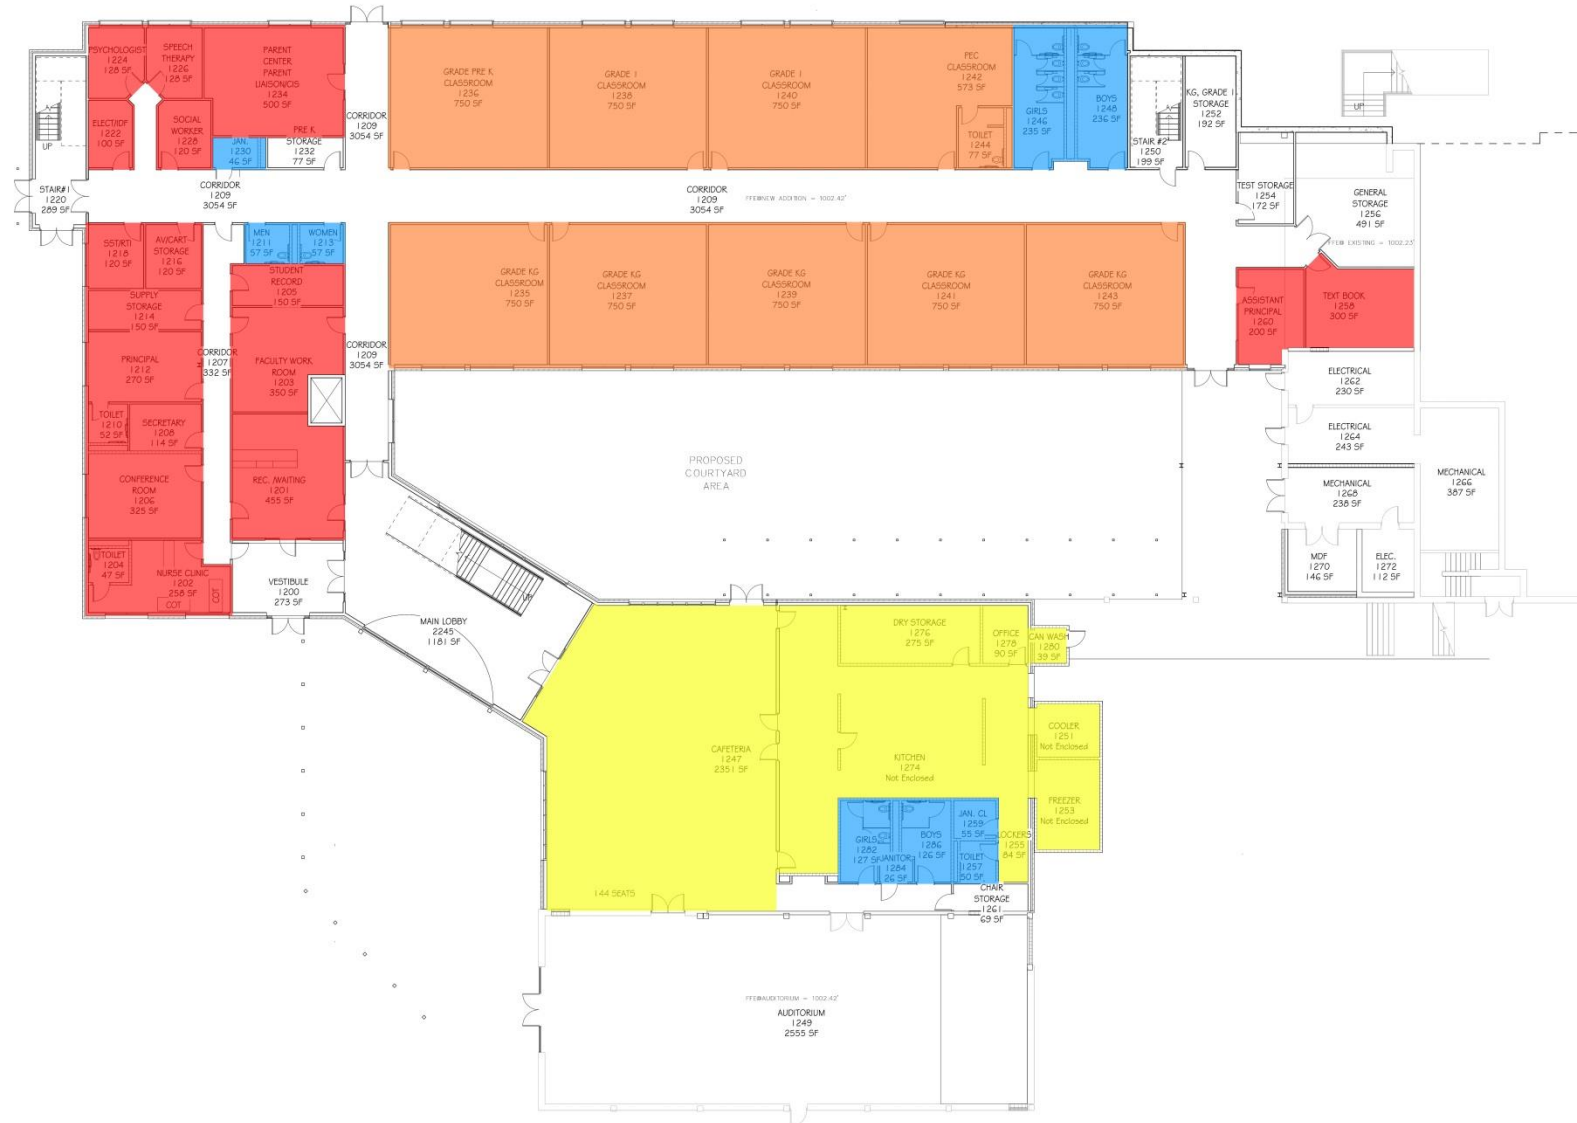 PSYCHOLOGIST
1224
128 SF
SPEECH
THERAPY
1226
128 SF
PARENT
CENTER
PARENT
LIAISON/CIS
1234
500 SF
ELECT/IDF
1222
100 SF
SOCIAL
WORKER
1228
120 SF
JAN.
1230
46 SF
PRE K
STORAGE
1232
77 SF
CORRIDOR
1209
3054 SF
GRADE PRE K
CLASSROOM
1236
750 SF
GRADE 1
CLASSROOM
1238
750 SF
GRADE 1
CLASSROOM
1240
750 SF
PEC
CLASSROOM
1242
573 SF
TOILET
1244
77 SF
GIRLS
1246
235 SF
BOYS
1248
236 SF
STAIR #2
1250
199 SF
KG, GRADE 1
STORAGE
1252
192 SF
UP
UP
STAIR#1
1220
289 SF
CORRIDOR
1209
3054 SF
CORRIDOR
1209
3054 SF
FFE@NEW ADDITION = 1002.42'
TEST STORAGE
1254
172 SF
GENERAL
STORAGE
1256
491 SF
FFE@ EXISTING = 1002.23'
SST/RTI
1218
120 SF
AV/CART
STORAGE
1216
120 SF
MEN
1211
57 SF
WOMEN
1213
57 SF
STUDENT
RECORD
1205
150 SF
SUPPLY
STORAGE
1214
150 SF
PRINCIPAL
1212
270 SF
CORRIDOR
1207
332 SF
FACULTY WORK
ROOM
1203
350 SF
CORRIDOR
1209
3054 SF
GRADE KG
CLASSROOM
1235
750 SF
GRADE KG
CLASSROOM
1237
750 SF
GRADE KG
CLASSROOM
1239
750 SF
GRADE KG
CLASSROOM
1241
750 SF
GRADE KG
CLASSROOM
1243
750 SF
ASSISTANT
PRINCIPAL
1260
200 SF
TEXT BOOK
1258
300 SF
TOILET
1210
52 SF
SECRETARY
1208
114 SF
CONFERENCE
ROOM
1206
325 SF
REC. /WAITING
1201
455 SF
PROPOSED
COURTYARD
AREA
ELECTRICAL
1262
230 SF
ELECTRICAL
1264
243 SF
MECHANICAL
1268
238 SF
MECHANICAL
1266
387 SF
MDF
1270
146 SF
ELEC.
1272
112 SF
TOILET
1204
47 SF
NURSE CLINIC
1202
258 SF
COT
COT
VESTIBULE
1200
273 SF
UP
MAIN LOBBY
2245
1181 SF
DRY STORAGE
1276
275 SF
OFFICE
1278
90 SF
CAN WASH
1280
39 SF
CAFETERIA
1247
2351 SF
KITCHEN
1274
Not Enclosed
COOLER
1251
Not Enclosed
FREEZER
1253
Not Enclosed
GIRLS
1282
127 SF
JANITOR
1284
26 SF
BOYS
1286
126 SF
JAN. CL
1259
55 SF
TOILET
1257
50 SF
LOCKERS
1255
84 SF
144 SEATS
CHAIR
STORAGE
1261
69 SF
FFE@AUDITORIUM = 1002.42'
AUDITORIUM
1249
2555 SF